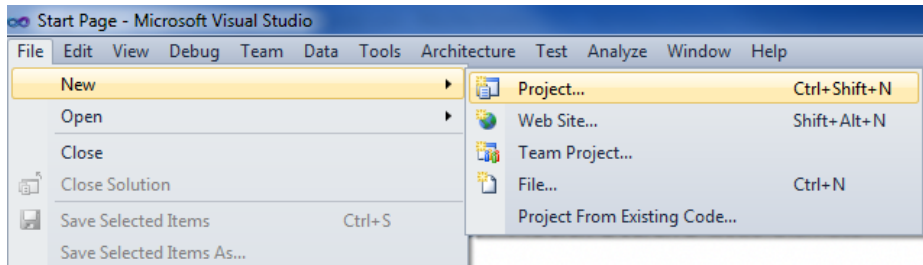 Start Page - Microsoft Visual Studio
File Edit View Debug Team Data Tools Architecture Test Analyze Window Help
New
Open
Close
Close Solution
Save Selected Items Ctrl+S
Save Selected Items As...
Project... Ctrl+Shift+N
Web Site... Shift+Alt+N
Team Project...
File... Ctrl+N
Project From Existing Code...